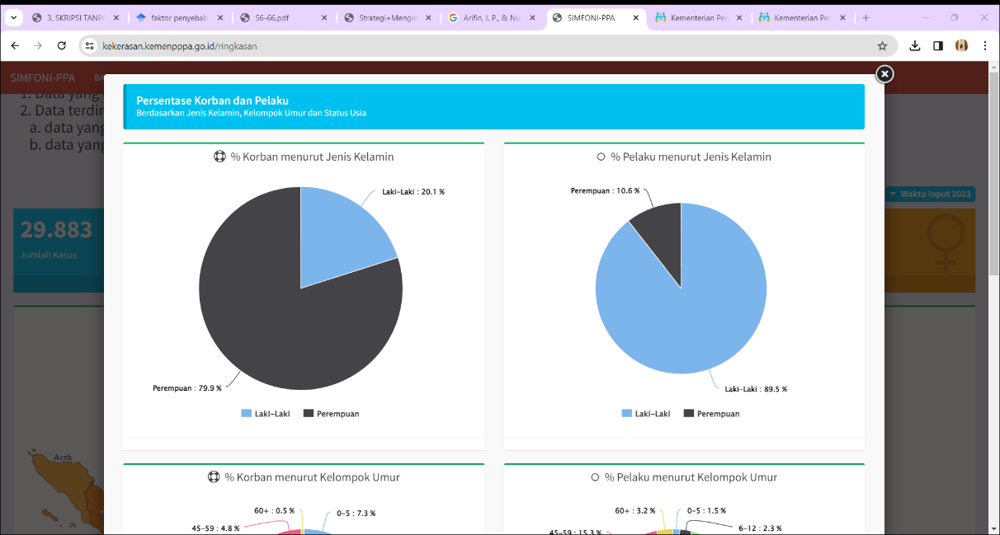 3. SKRIPSI TANPA
faktor penyebab
56-66.pdf
Strategi+Mengat
Arifin, I. P., & Nu
SIMFONI-PPA
Kementerian Pe
Kementerian Pe
kekerasan.kemenpppa.go.id/ringkasan
SIMFONI-PPA
BA
1. Data yang
2. Data terdir
a. data yang
b. data yang
Waktu Input 2023
29.883
Jumlah Kasus
Aceh
Persentase Korban dan Pelaku
Berdasarkan Jenis Kelamin, Kelompok Umur dan Status Usia
% Korban menurut Jenis Kelamin
Laki-Laki : 20.1 %
Perempuan : 79.9 %
Laki-Laki Perempuan
% Pelaku menurut Jenis Kelamin
Perempuan : 10.6 %
Laki-Laki : 89.5 %
Laki-Laki Perempuan
% Korban menurut Kelompok Umur
60+ : 0.5 %
0-5 : 7.3 %
45-59 : 4.8 %
% Pelaku menurut Kelompok Umur
60+ : 3.2 %
0-5 : 1.5 %
6-12 : 2.3 %
45-59 : 15.3 %